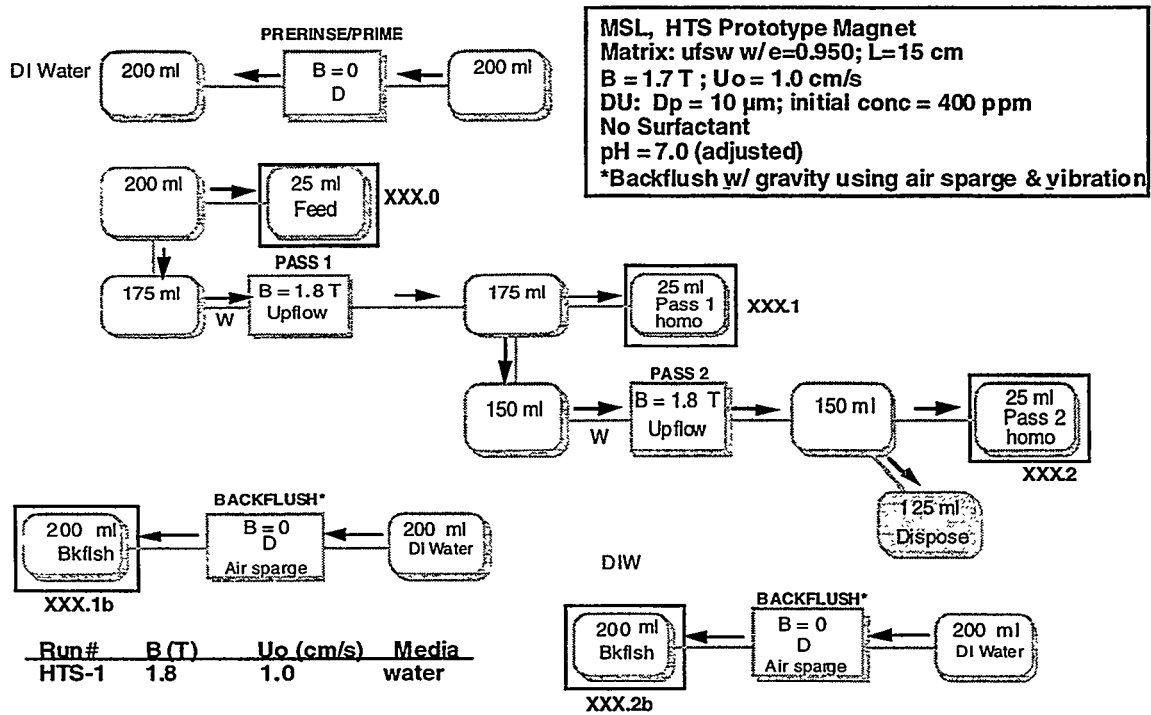 MSL, HTS Prototype Magnet
Matrix: ufsw w/e=0.950; L=15 cm
B = 1.7 T ; Uo = 1.0 cm/s
DU: Dp = 10 µm; initial conc = 400 ppm
No Surfactant
pH = 7.0 (adjusted)
*Backflush w/ gravity using air sparge & vibration
PRERINSE/PRIME
DI Water
200 ml
B = 0
D
200 ml
200 ml
25 ml
Feed
XXX.0
PASS 1
175 ml
W
B = 1.8 T
Upflow
175 ml
25 ml
Pass 1
homo
XXX.1
PASS 2
150 ml
W
B = 1.8 T
Upflow
150 ml
25 ml
Pass 2
homo
XXX.2
125 ml
Dispose
BACKFLUSH*
200 ml
Bkflsh
B = 0
D
Air sparge
200 ml
DI Water
XXX.1b
DIW
BACKFLUSH*
200 ml
Bkflsh
B = 0
D
Air sparge
200 ml
DI Water
XXX.2b
Run# B (T) Uo (cm/s) Media
HTS-1 1.8 1.0 water